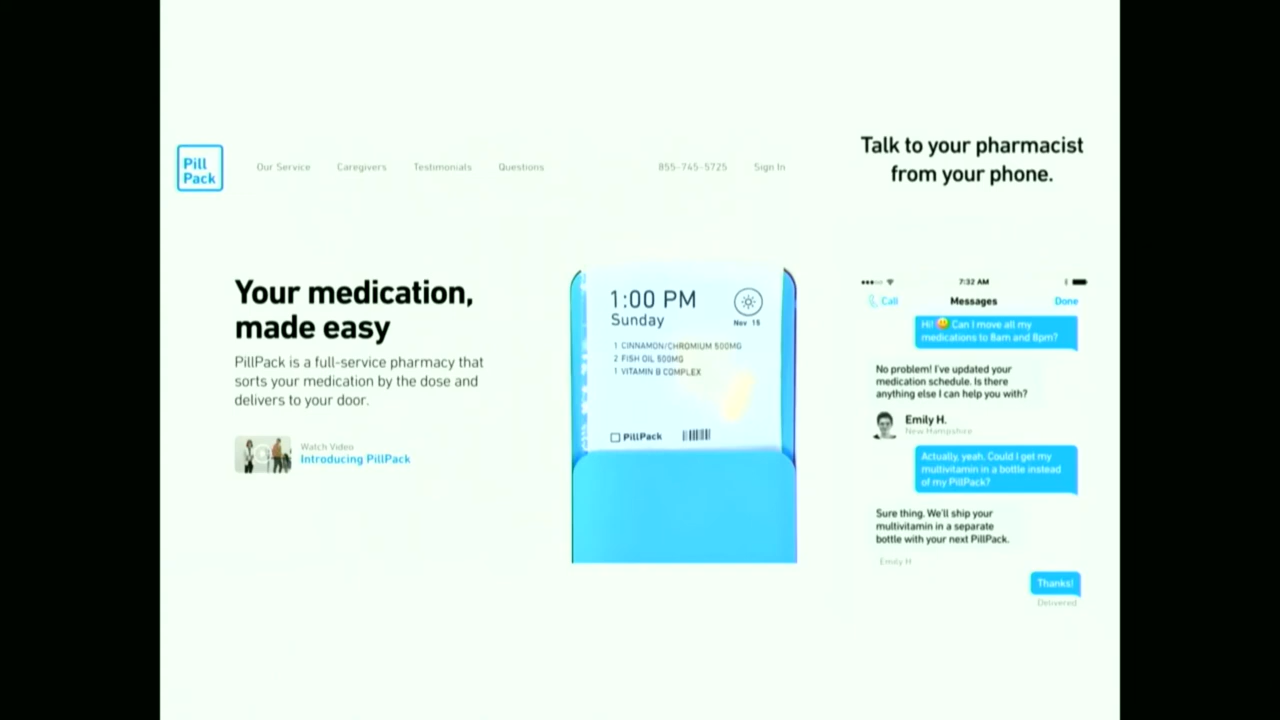 Pill
Pack
Our Service
Caregivers
Testimonials
Questions
855-745-5725
Sign In
Your medication,
made easy
PillPack is a full-service pharmacy that
sorts your medication by the dose and
delivers to your door.
Watch Video
Introducing PillPack
1:00 PM
Sunday
Nov 15
1 CINNAMON/CHROMIUM 500MG
2 FISH OIL 500MG
1 VITAMIN B COMPLEX
PillPack
Talk to your pharmacist
from your phone.
7:32 AM
Call
Messages
Done
Hi! 😀 Can I move all my
medications to 8am and 8pm?
No problem! I've updated your
medication schedule. Is there
anything else I can help you with?
Emily H.
New Hampshire
Actually, yeah. Could I get my
multivitamin in a bottle instead
of my PillPack?
Sure thing. We'll ship your
multivitamin in a separate
bottle with your next PillPack.
Emily H
Thanks!
Delivered